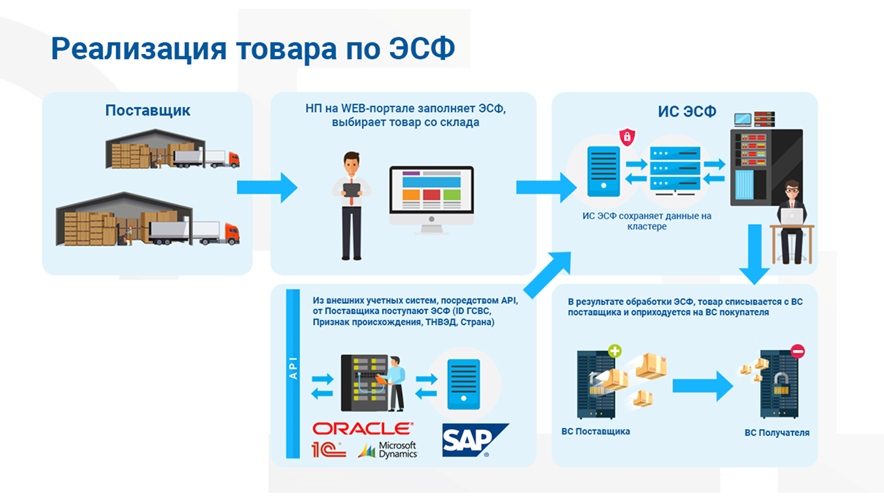 Реализация товара по ЭСФ
Поставщик
НП на WEB-портале заполняет ЭСФ,
выбирает товар со склада
ИС ЭСФ
ИС ЭСФ сохраняет данные на
кластере
API
Из внешних учетных систем, посредством API,
от Поставщика поступают ЭСФ (ID ГСВС,
Признак происхождения, ТНВЭД, Страна)
ORACLE®
1С®
Microsoft
Dynamics
SAP®
В результате обработки ЭСФ, товар списывается с ВС
поставщика и оприходуется на ВС покупателя
ВС Поставщика
ВС Получателя